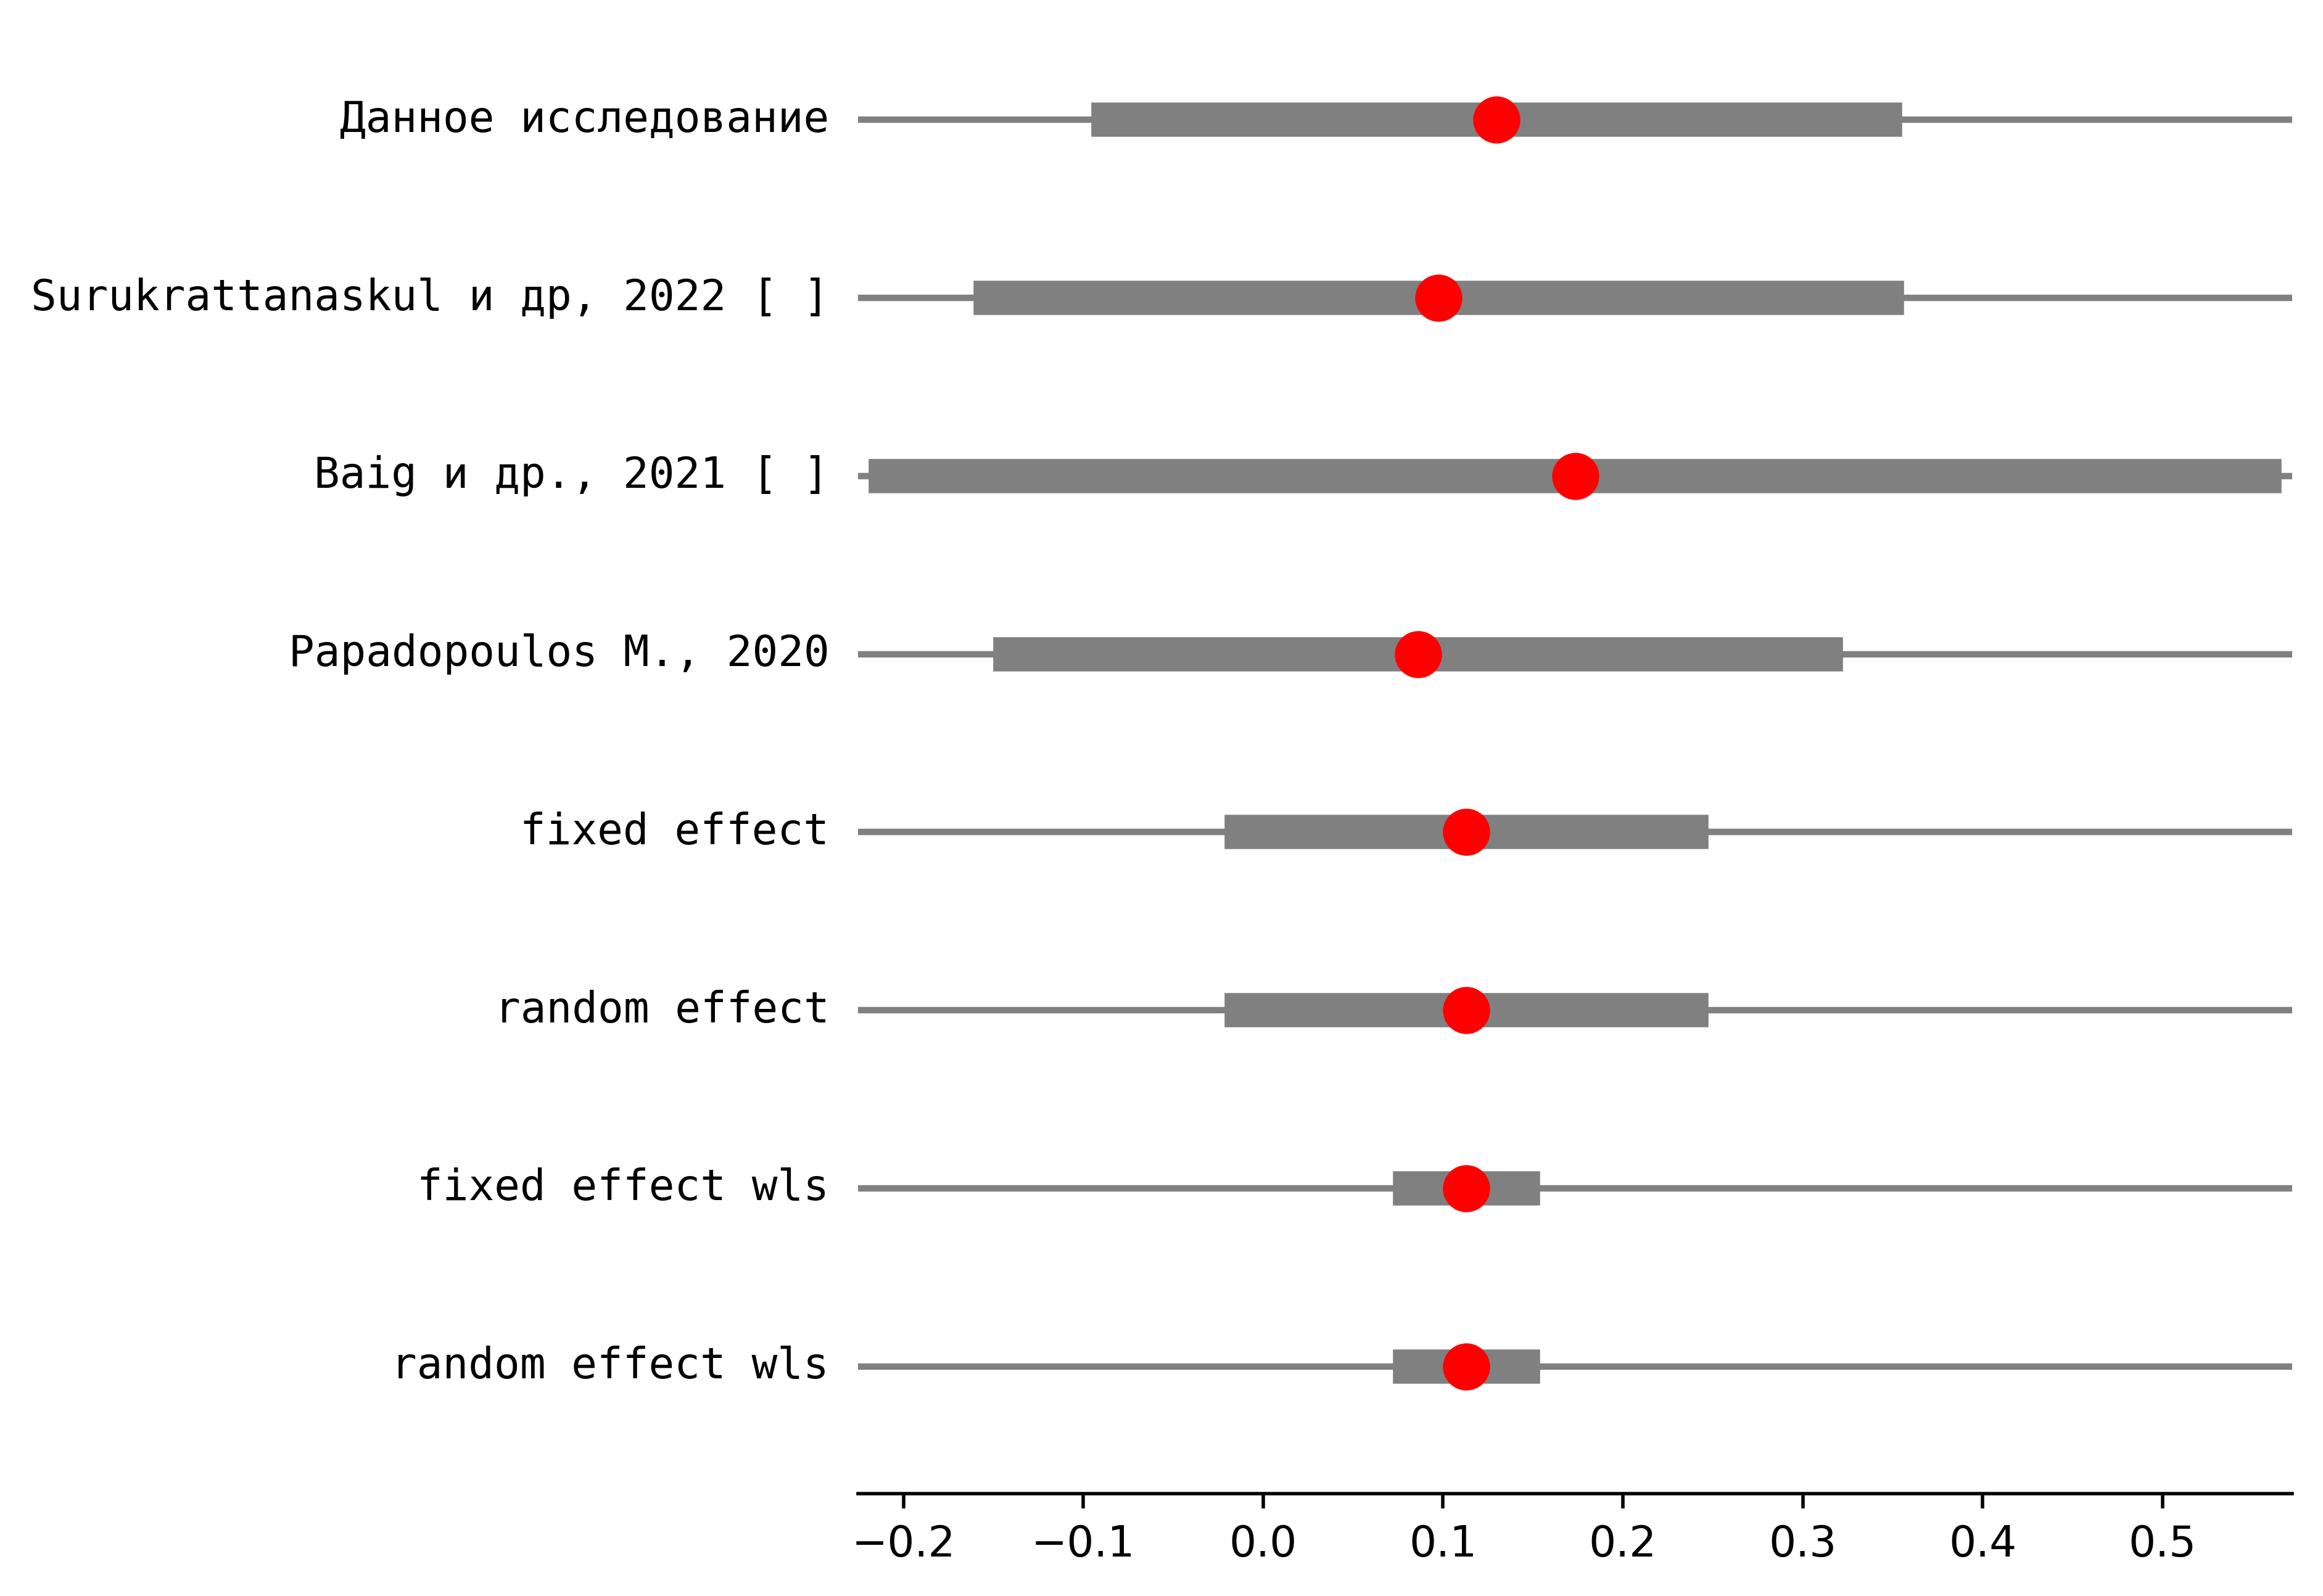 Данное исследование
Surukrattanaskul и др, 2022 [ ]
Baig и др., 2021 [ ]
Papadopoulos M., 2020
fixed effect
random effect
fixed effect wls
random effect wls
−0.2 −0.1 0.0 0.1 0.2 0.3 0.4 0.5